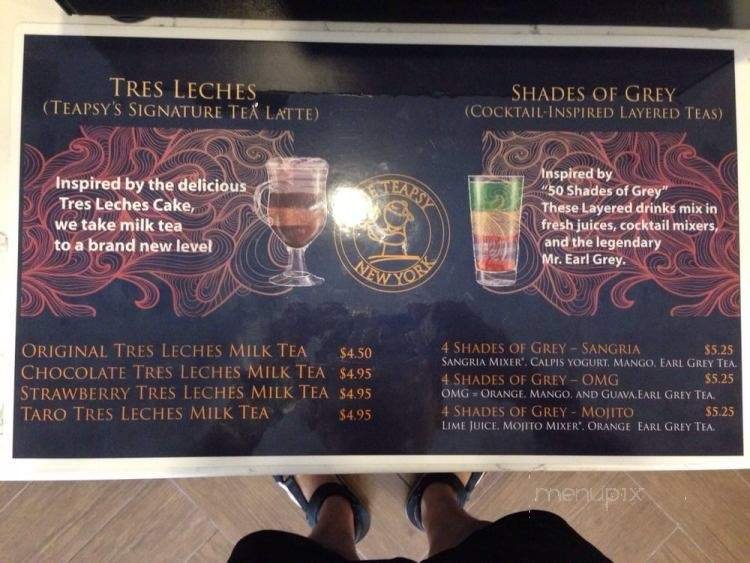 TRES LECHES
(TEAPSY'S SIGNATURE TEA LATTE)
Inspired by the delicious
Tres Leches Cake,
we take milk tea
to a brand new level
ORIGINAL TRES LECHES MILK TEA $4.50
CHOCOLATE TRES LECHES MILK TEA $4.95
STRAWBERRY TRES LECHES MILK TEA $4.95
TARO TRES LECHES MILK TEA $4.95
THE TEAPSY
NEW YORK
SHADES OF GREY
(COCKTAIL-INSPIRED LAYERED TEAS)
Inspired by
"50 Shades of Grey"
These Layered drinks mix in
fresh juices, cocktail mixers,
and the legendary
Mr. Earl Grey.
4 SHADES OF GREY – SANGRIA $5.25
SANGRIA MIXER*, CALPIS YOGURT, MANGO, EARL GREY TEA.
4 SHADES OF GREY – OMG $5.25
OMG = ORANGE, MANGO, AND GUAVA.EARL GREY TEA.
4 SHADES OF GREY - MOJITO $5.25
LIME JUICE, MOJITO MIXER*, ORANGE EARL GREY TEA.
menupix